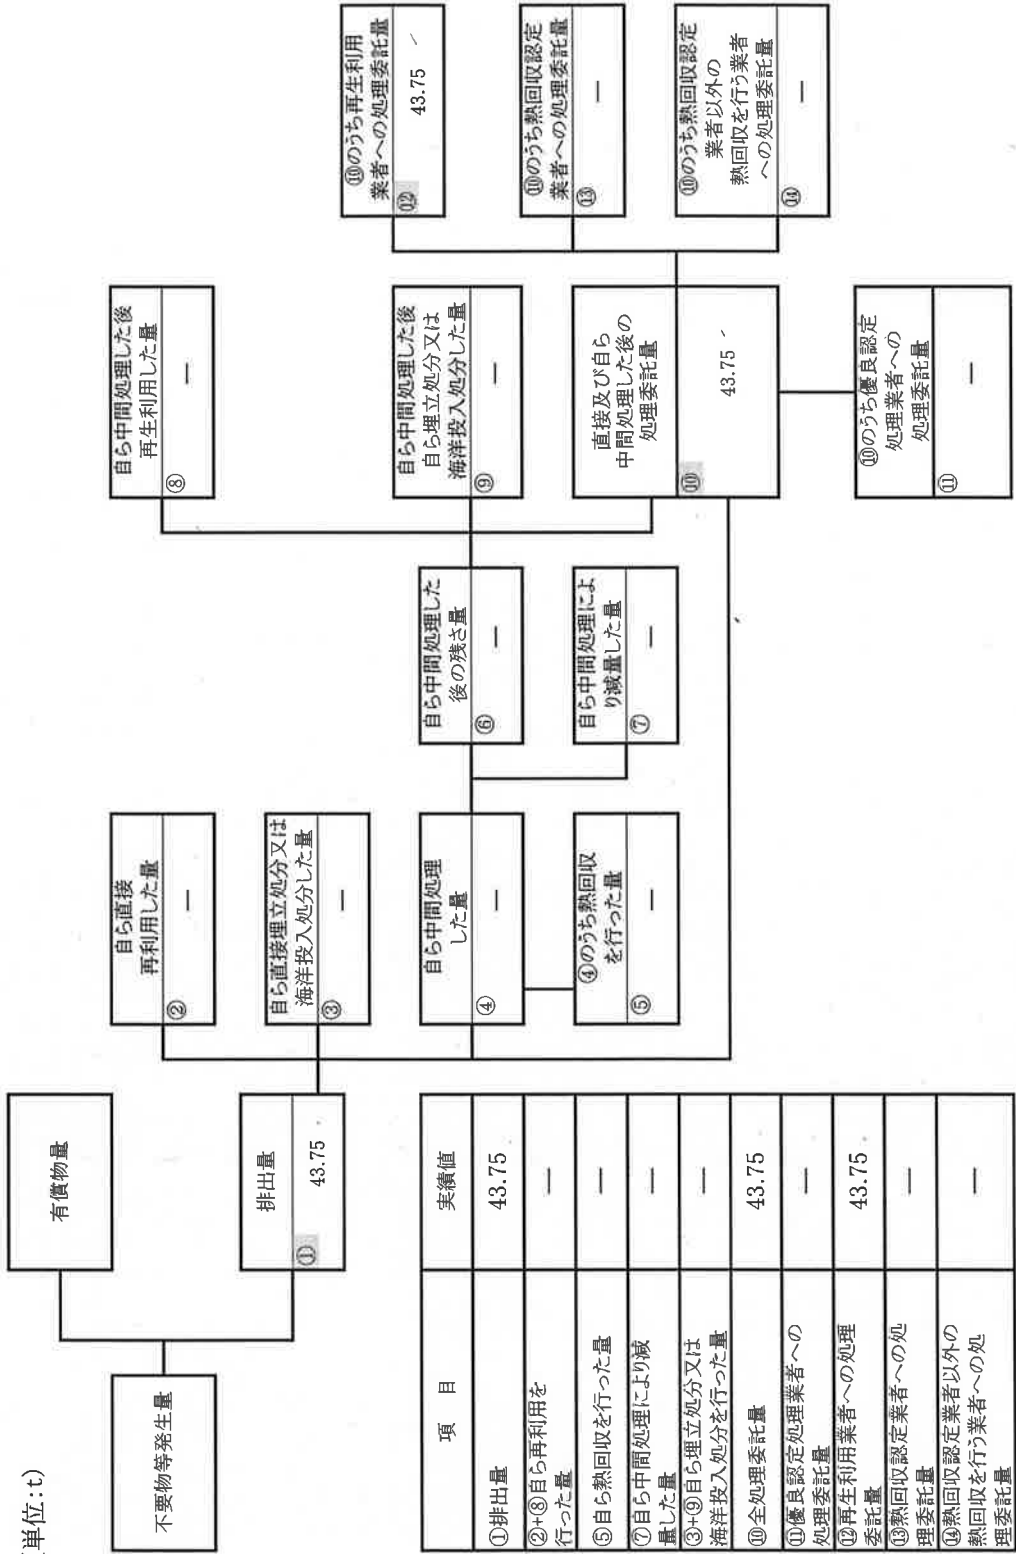 単位:t)
不要物等発生量
有償物量
排出量
①
43.75
自ら直接
再利用した量
②
—
自ら直接埋立処分又は
海洋投入処分した量
③
—
自ら中間処理
した量
④
—
④のうち熱回収
を行った量
⑤
—
自ら中間処理した
後の残さ量
⑥
—
自ら中間処理によ
り減量した量
⑦
—
自ら中間処理した後
再生利用した量
⑧
—
自ら中間処理した後
自ら埋立処分又は
海洋投入処分した量
⑨
—
直接及び自ら
中間処理した後の
処理委託量
⑩
43.75
⑩のうち優良認定
処理業者への
処理委託量
⑪
—
⑩のうち再生利用
業者への処理委託量
⑫
43.75
⑩のうち熱回収認定
業者への処理委託量
⑬
—
⑩のうち熱回収認定
業者以外の
熱回収を行う業者
への処理委託量
⑭
—
項 目 実績値
①排出量 43.75
②+⑧自ら再利用を
行った量 —
⑤自ら熱回収を行った量 —
⑦自ら中間処理により減
量した量 —
③+⑨自ら埋立処分又は
海洋投入処分を行った量 —
⑩全処理委託量 43.75
⑪優良認定処理業者への
処理委託量 —
⑫再生利用業者への処理
委託量 43.75
⑬熱回収認定業者への処
理委託量 —
⑭熱回収認定業者以外の
熱回収を行う業者への処
理委託量 —